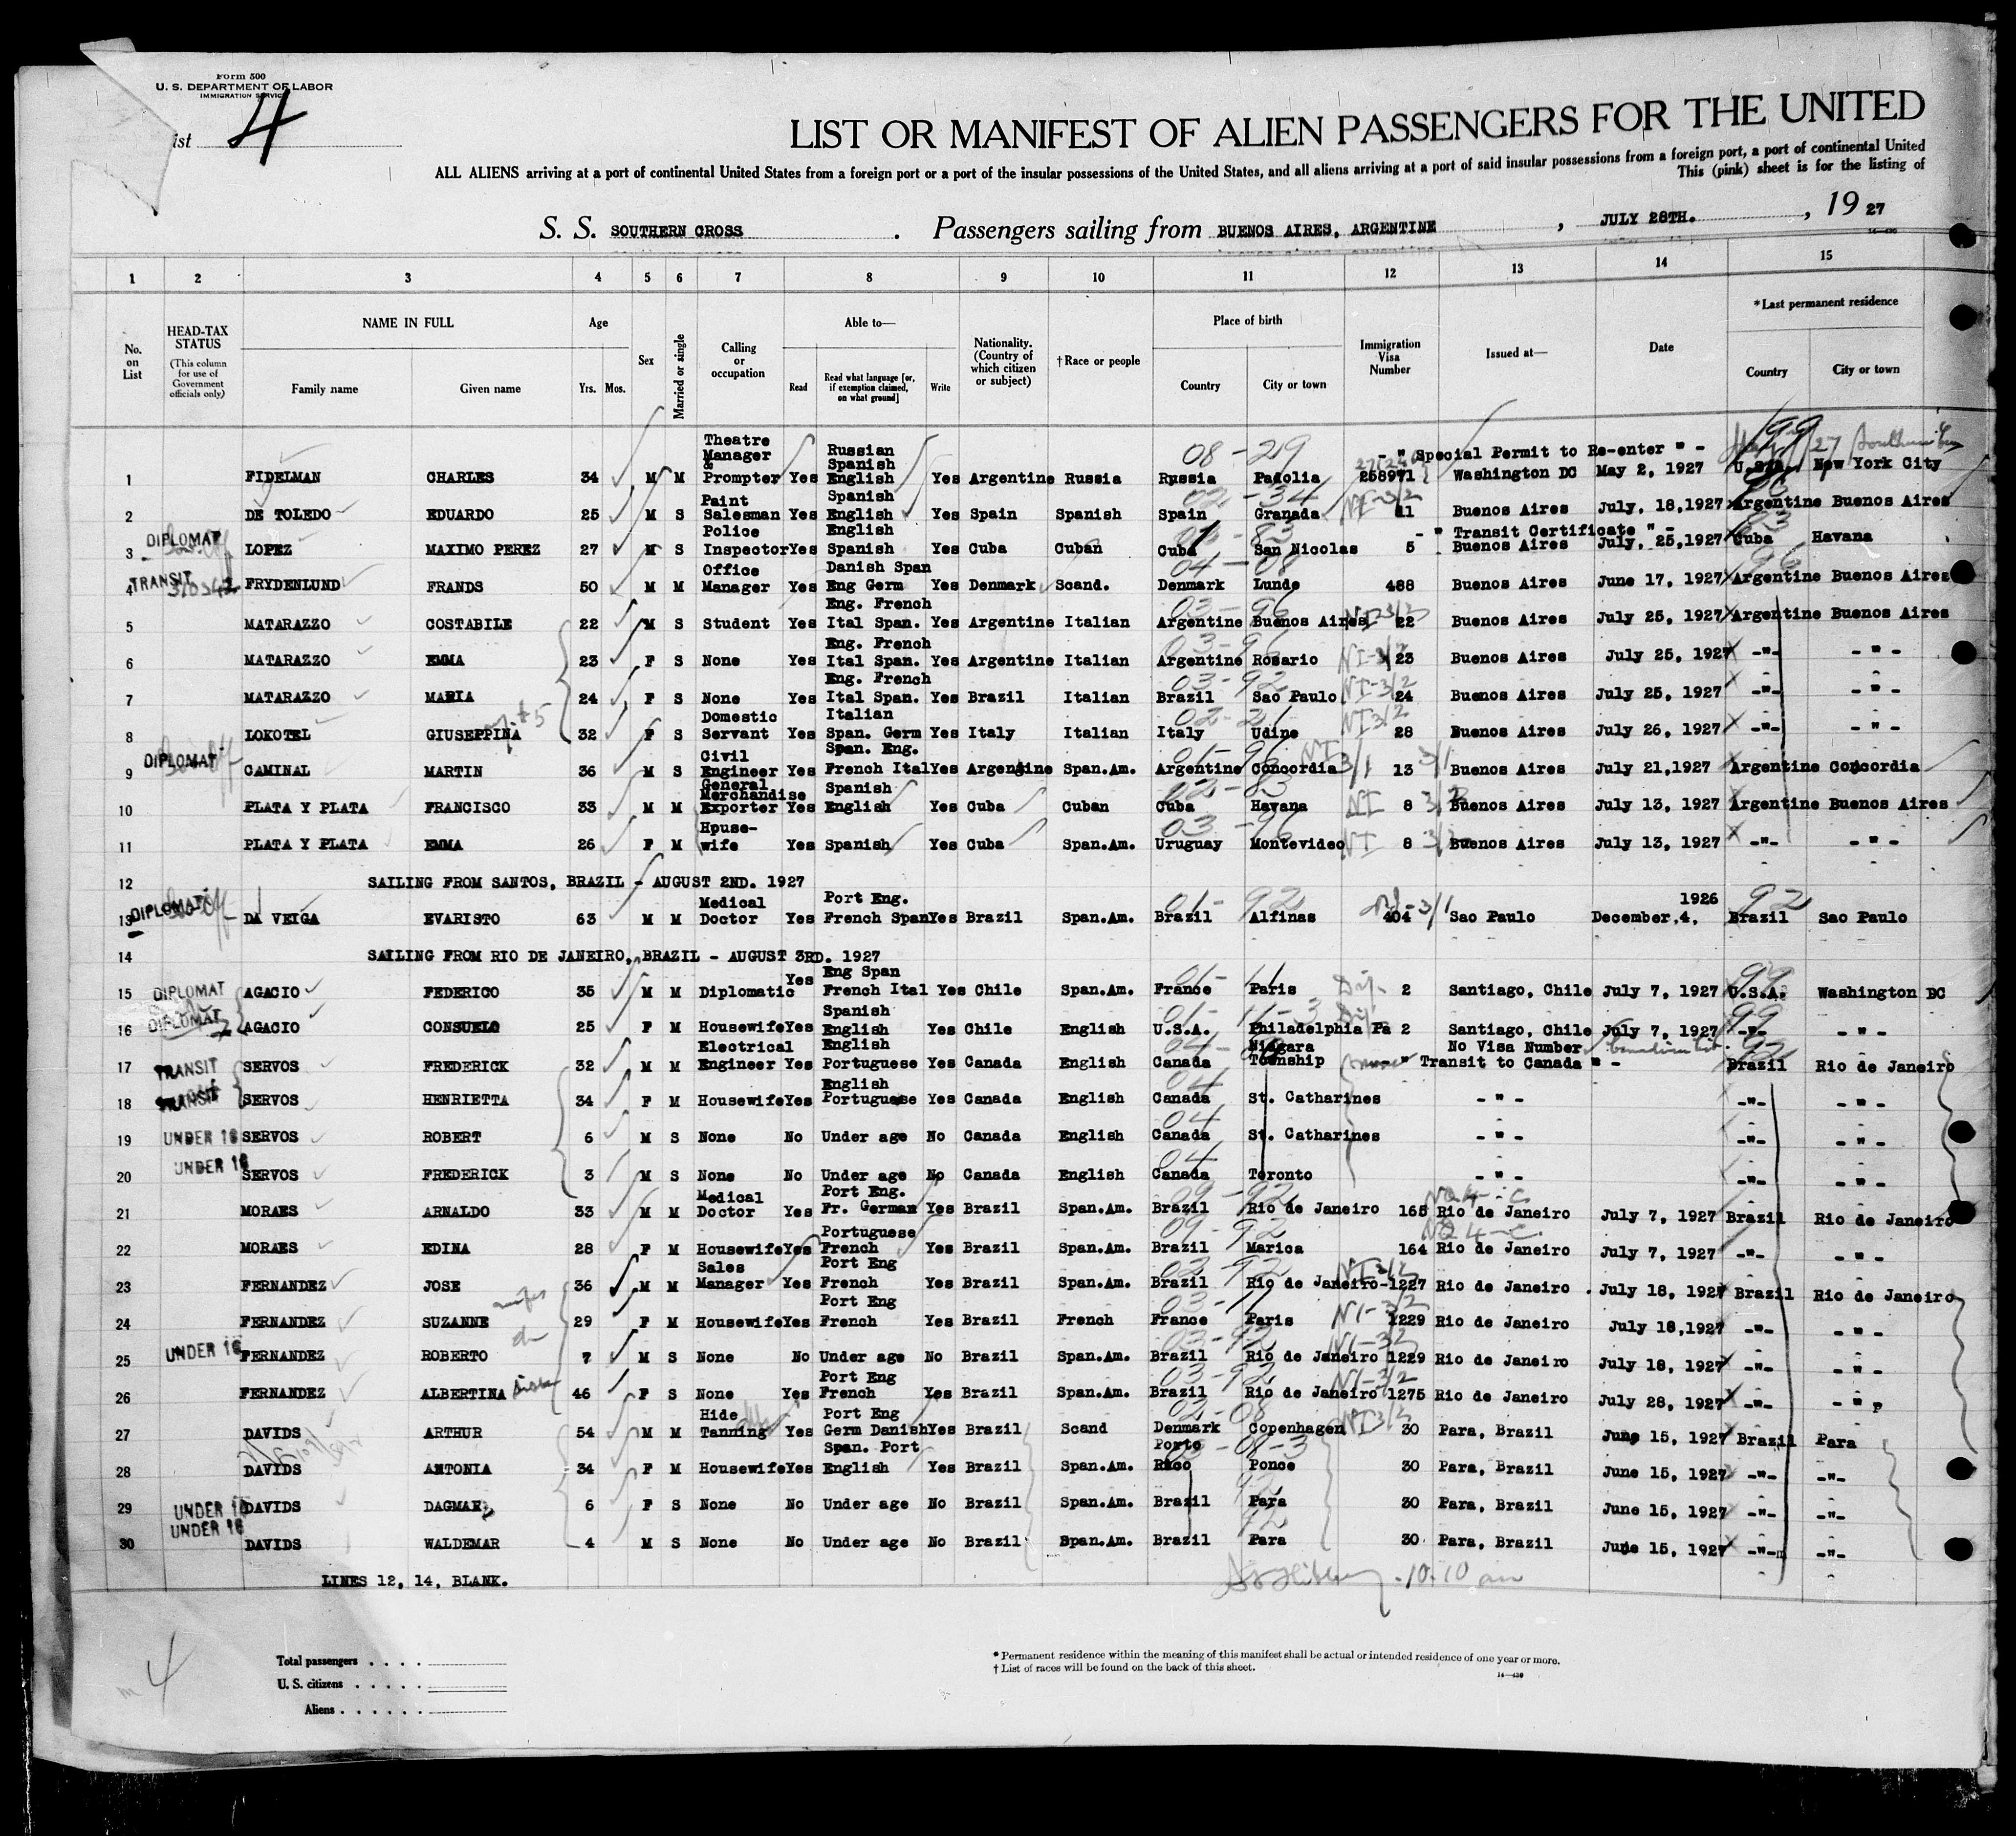 Form 500
U. S. DEPARTMENT OF LABOR
IMMIGRATION SERVICE
ist 4
LIST OR MANIFEST OF ALIEN PASSENGERS FOR THE UNITED
ALL ALIENS arriving at a port of continental United States from a foreign port or a port of the insular possessions of the United States, and all aliens arriving at a port of said insular possessions from a foreign port, a port of continental United
This (pink) sheet is for the listing of
S. S. SOUTHERN CROSS . Passengers sailing from BUENOS AIRES, ARGENTINE , JULY 28TH. , 19 27
1 2 3 4 5 6 7 8 9 10 11 12 13 14 15
No. on List
HEAD-TAX STATUS
(This column for use of Government officials only)
NAME IN FULL
Family name Given name
Age
Yrs. Mos.
Sex
Married or single
Calling or occupation
Able to—
Read Read what language [or, if exemption claimed, on what ground] Write
Nationality. (Country of which citizen or subject)
† Race or people
Place of birth
Country City or town
Immigration Visa Number
Issued at—
Date
* Last permanent residence
Country City or town
1 FIDELMAN CHARLES 34 M M Theatre Manager & Prompter Yes Russian Spanish English Yes Argentine Russia Russia Padolia 258971 - " Special Permit to Re-enter " - Washington DC May 2, 1927 U.S.A. New York City
2 DE TOLEDO EDUARDO 25 M S Paint Salesman Yes Spanish English Yes Spain Spanish Spain Granada 11 Buenos Aires July, 18,1927 Argentine Buenos Aires
DIPLOMAT
3 LOPEZ MAXIMO PEREZ 27 M S Police Inspector Yes English Spanish Yes Cuba Cuban Cuba San Nicolas 5 - " Transit Certificate " - Buenos Aires July, 25,1927 Cuba Havana
TRANSIT
4 FRYDENLUND FRANDS 50 M M Office Manager Yes Danish Span Eng Germ Yes Denmark Scand. Denmark Lunde 488 Buenos Aires June 17, 1927 Argentine Buenos Aires
5 MATARAZZO COSTABILE 22 M S Student Yes Eng. French Ital Span. Yes Argentine Italian Argentine Buenos Aires 22 Buenos Aires July 25, 1927 Argentine Buenos Aires
6 MATARAZZO EMMA 23 F S None Yes Eng. French Ital Span. Yes Argentine Italian Argentine Rosario 23 Buenos Aires July 25, 1927 -"- - " -
7 MATARAZZO MARIA 24 F S None Yes Eng. French Ital Span. Yes Brazil Italian Brazil Sao Paulo 24 Buenos Aires July 25, 1927 -"- - " -
8 LOKOTEL GIUSEPPINA 32 F S Domestic Servant Yes Italian Span. Germ Yes Italy Italian Italy Udine 28 Buenos Aires July 26, 1927 -"- - " -
DIPLOMAT
9 CAMINAL MARTIN 36 M S Civil Engineer Yes Span. Eng. French Ital Yes Argentine Span.Am. Argentine Concordia 13 Buenos Aires July 21,1927 Argentine Concordia
10 PLATA Y PLATA FRANCISCO 33 M M General Merchandise Exporter Yes Spanish English Yes Cuba Cuban Cuba Havana 8 Buenos Aires July 13, 1927 Argentine Buenos Aires
11 PLATA Y PLATA EMMA 26 F M Hpuse-wife Yes Spanish Yes Cuba Span.Am. Uruguay Montevideo 8 Buenos Aires July 13, 1927 -"- - " -
12 SAILING FROM SANTOS, BRAZIL - AUGUST 2ND. 1927
DIPLOMAT
13 DA VEIGA EVARISTO 63 M M Medical Doctor Yes Port Eng. French Span Yes Brazil Span.Am. Brazil Alfinas 404 Sao Paulo December,4, 1926 Brazil Sao Paulo
14 SAILING FROM RIO DE JANEIRO, BRAZIL - AUGUST 3RD. 1927
15 DIPLOMAT AGACIO FEDERICO 35 M M Diplomatic Yes Eng Span French Ital Yes Chile Span.Am. France Paris 2 Santiago, Chile July 7, 1927 U.S.A. Washington DC
16 DIPLOMAT AGACIO CONSUELO 25 F M Housewife Yes Spanish English Yes Chile English U.S.A. Philadelphia Pa 2 Santiago, Chile July 7, 1927 -"- - " -
17 TRANSIT SERVOS FREDERICK 32 M M Electrical Engineer Yes English Portuguese Yes Canada English Canada Niagara Township No Visa Number - " Transit to Canada " - Brazil Rio de Janeiro
18 TRANSIT SERVOS HENRIETTA 34 F M Housewife Yes English Portuguese Yes Canada English Canada St. Catharines - " - -"- - " -
19 UNDER 16 SERVOS ROBERT 6 M S None No Under age No Canada English Canada St. Catharines - " - -"- - " -
20 UNDER 16 SERVOS FREDERICK 3 M S None No Under age No Canada English Canada Toronto - " - -"- - " -
21 MORAES ARNALDO 33 M M Medical Doctor Yes Port Eng. Fr. German Yes Brazil Span.Am. Brazil Rio de Janeiro 165 Rio de Janeiro July 7, 1927 Brazil Rio de Janeiro
22 MORAES EDINA 28 F M Housewife Yes Portuguese French Yes Brazil Span.Am. Brazil Marica 164 Rio de Janeiro July 7, 1927 -"- - " -
23 FERNANDEZ JOSE 36 M M Sales Manager Yes Port Eng French Yes Brazil Span.Am. Brazil Rio de Janeiro-1227 Rio de Janeiro July 18, 1927 Brazil Rio de Janeiro
24 FERNANDEZ SUZANNE 29 F M Housewife Yes Port Eng French Yes Brazil French France Paris 1229 Rio de Janeiro July 18,1927 -"- - " -
25 UNDER 16 FERNANDEZ ROBERTO 7 M S None No Under age No Brazil Span.Am. Brazil Rio de Janeiro 1229 Rio de Janeiro July 18, 1927 -"- - " -
26 FERNANDEZ ALBERTINA sister 46 F S None Yes Port Eng French Yes Brazil Span.Am. Brazil Rio de Janeiro 1275 Rio de Janeiro July 28, 1927 -"- - " -
27 DAVIDS ARTHUR 54 M M Hide Tanning Yes Port Eng Germ Danish Yes Brazil Scand Denmark Copenhagen 30 Para, Brazil June 15, 1927 Brazil Para
28 DAVIDS ANTONIA 34 F M Housewife Yes Span. Port English Yes Brazil Span.Am. Porto Rico Ponce 30 Para, Brazil June 15, 1927 -"- -"-
29 UNDER 16 DAVIDS DAGMAR 6 F S None No Under age No Brazil Span.Am. Brazil Para 30 Para, Brazil June 15, 1927 -"- -"-
30 UNDER 16 DAVIDS WALDEMAR 4 M S None No Under age No Brazil Span.Am. Brazil Para 30 Para, Brazil June 15, 1927 -"- -"-
LINES 12, 14, BLANK.
10.10 am
4
Total passengers . . . .
U. S. citizens . . . . .
Aliens . . . . . .
* Permanent residence within the meaning of this manifest shall be actual or intended residence of one year or more.
† List of races will be found on the back of this sheet.